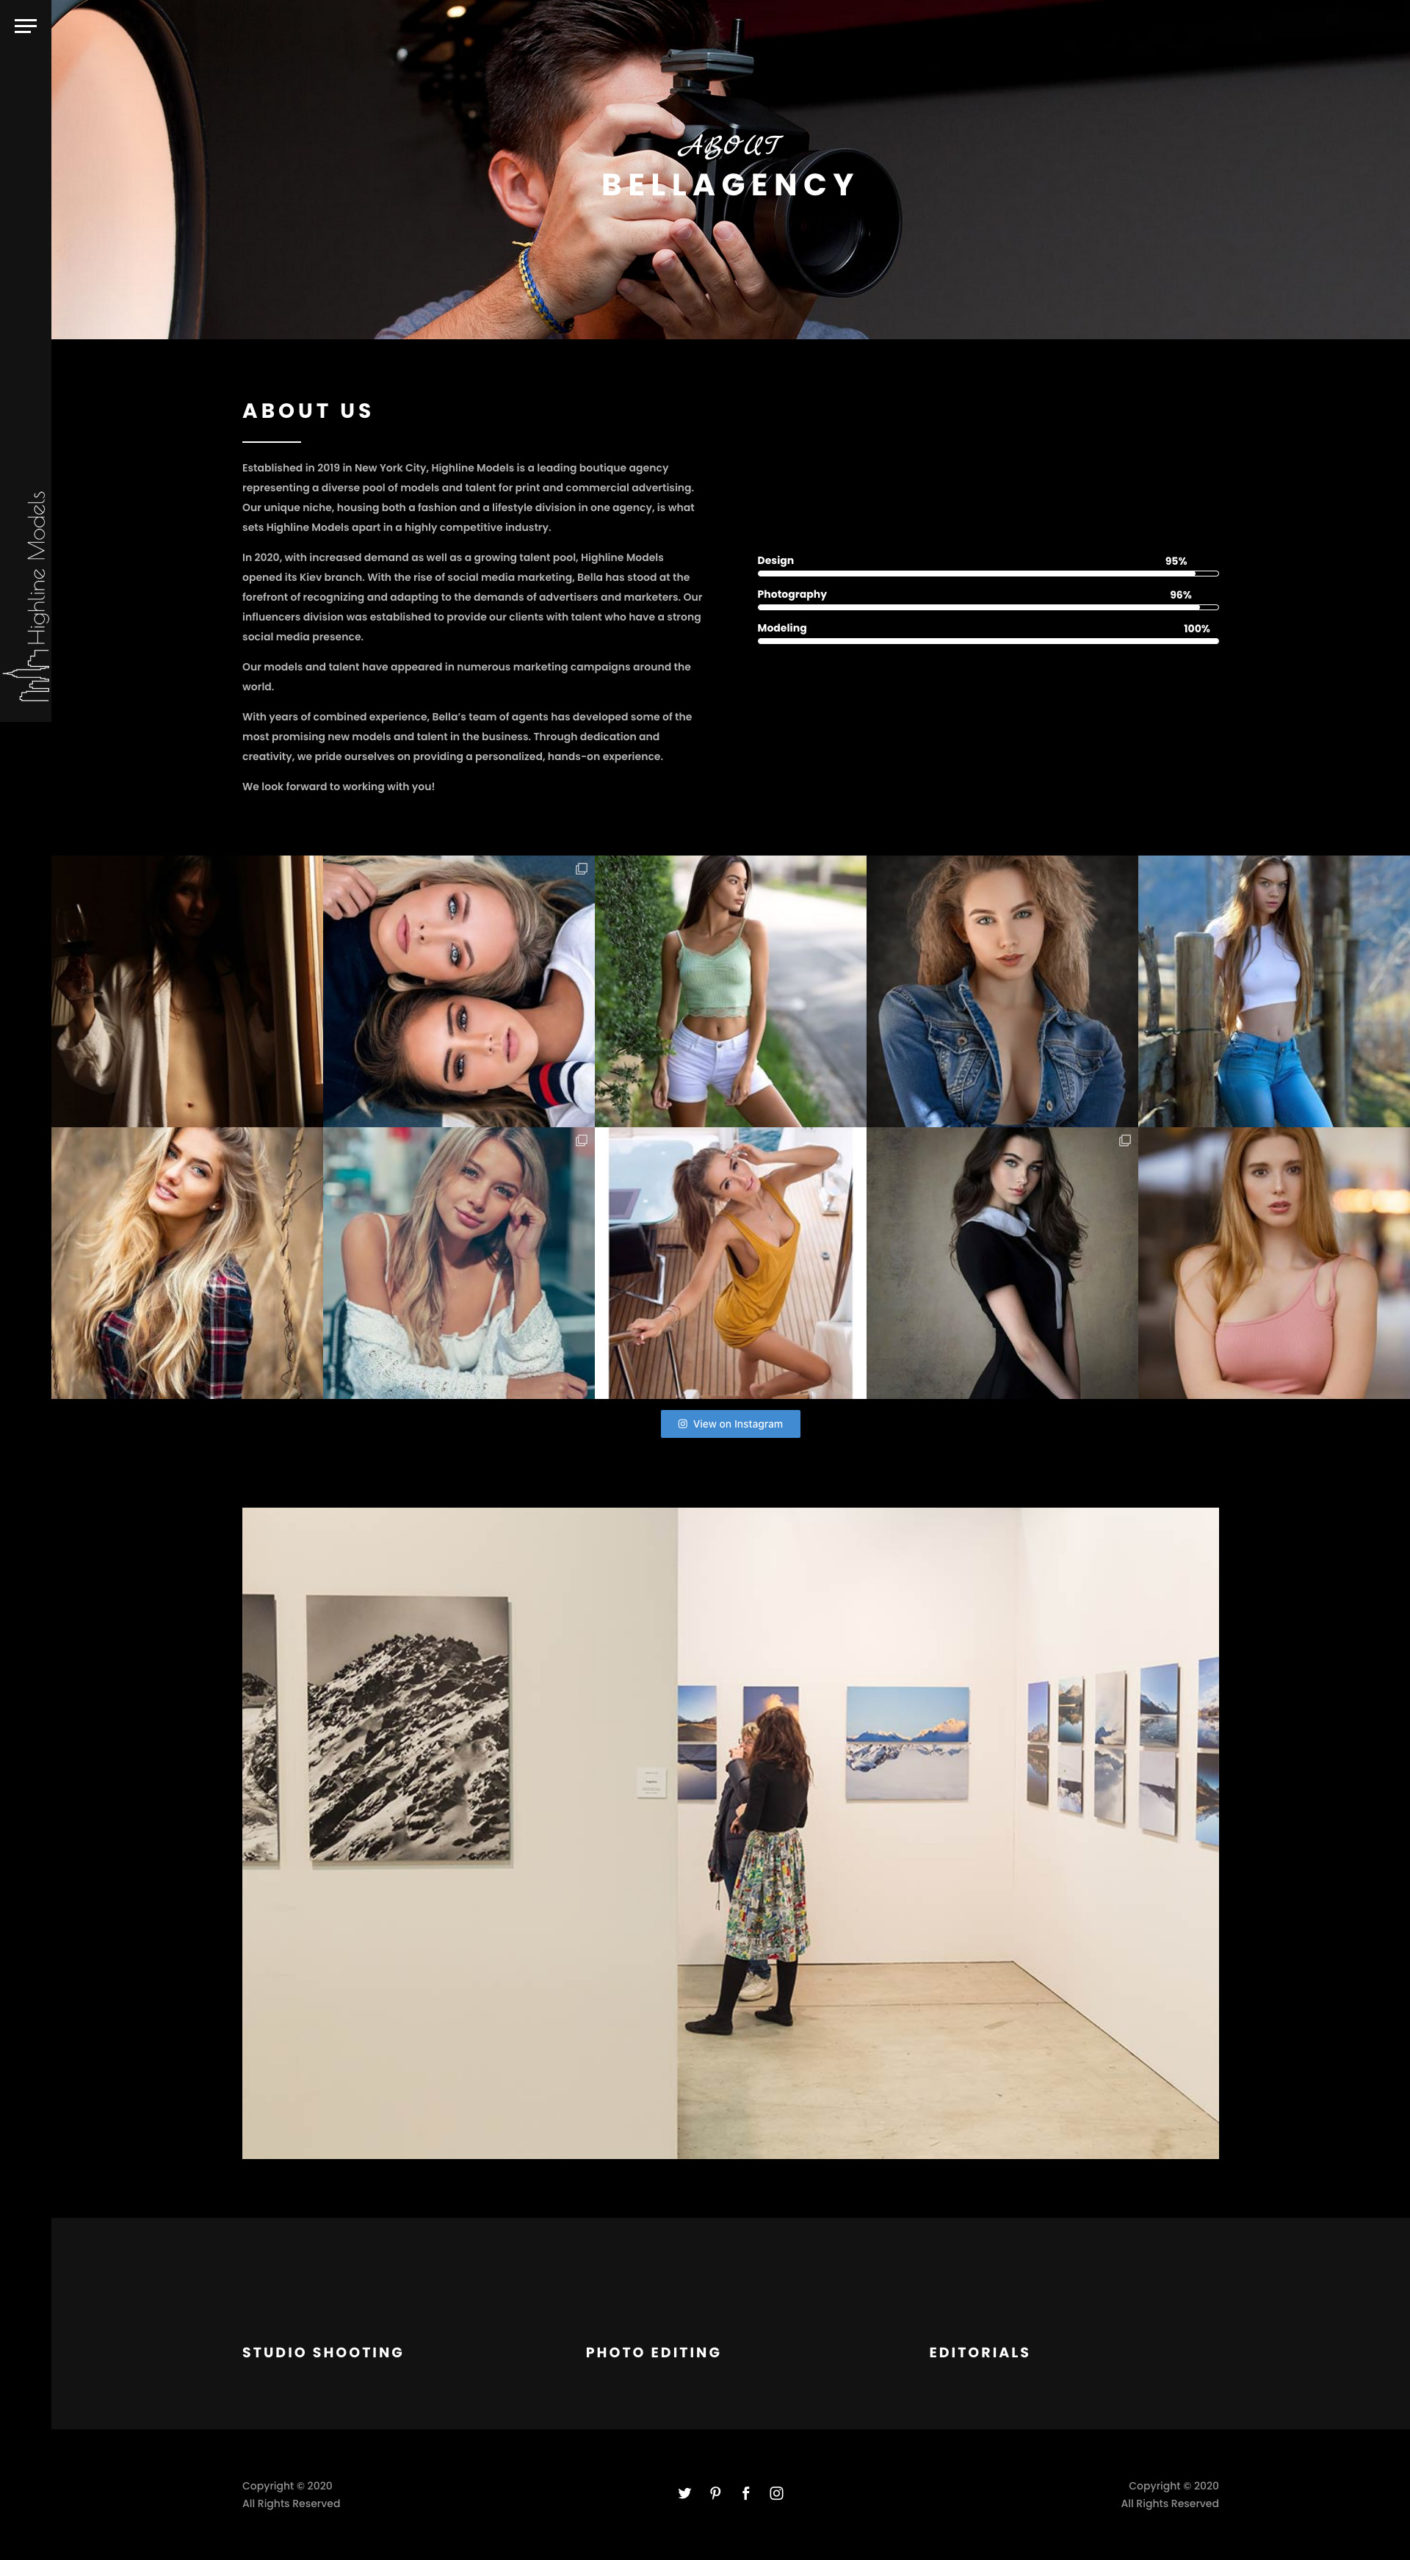 ABOUT
BELLAGENCY
Highline Models
ABOUT US
Established in 2019 in New York City, Highline Models is a leading boutique agency
representing a diverse pool of models and talent for print and commercial advertising.
Our unique niche, housing both a fashion and a lifestyle division in one agency, is what
sets Highline Models apart in a highly competitive industry.
In 2020, with increased demand as well as a growing talent pool, Highline Models
opened its Kiev branch. With the rise of social media marketing, Bella has stood at the
forefront of recognizing and adapting to the demands of advertisers and marketers. Our
influencers division was established to provide our clients with talent who have a strong
social media presence.
Our models and talent have appeared in numerous marketing campaigns around the
world.
With years of combined experience, Bella’s team of agents has developed some of the
most promising new models and talent in the business. Through dedication and
creativity, we pride ourselves on providing a personalized, hands-on experience.
We look forward to working with you!
Design 95%
Photography 96%
Modeling 100%
View on Instagram
STUDIO SHOOTING
PHOTO EDITING
EDITORIALS
Copyright © 2020
All Rights Reserved
Copyright © 2020
All Rights Reserved